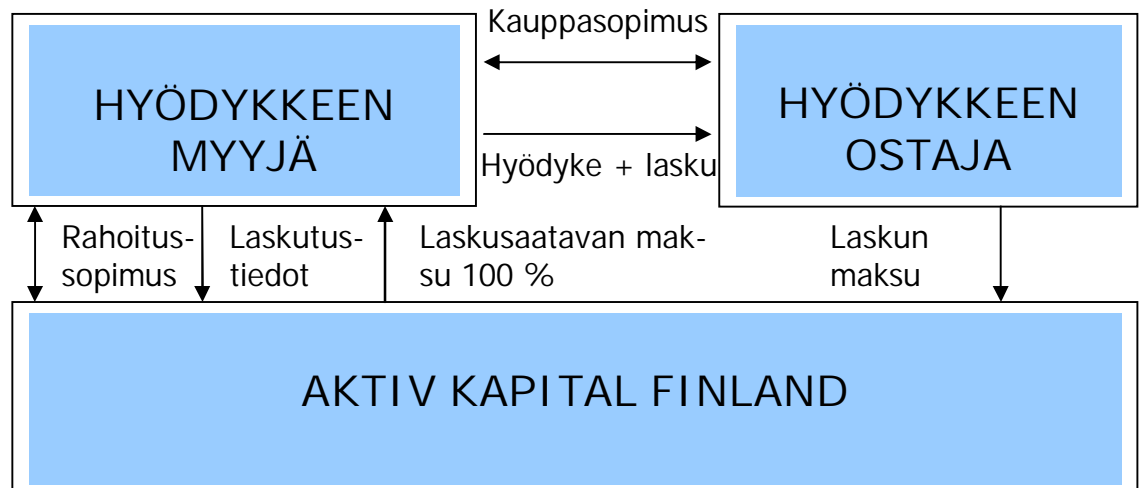 Kauppasopimus
HYÖDYKKEEN
MYYJÄ
HYÖDYKKEEN
OSTAJA
Hyödyke + lasku
Rahoitus-
sopimus
Laskutus-
tiedot
Laskusaatavan mak-
su 100 %
Laskun
maksu
AKTIV KAPITAL FINLAND